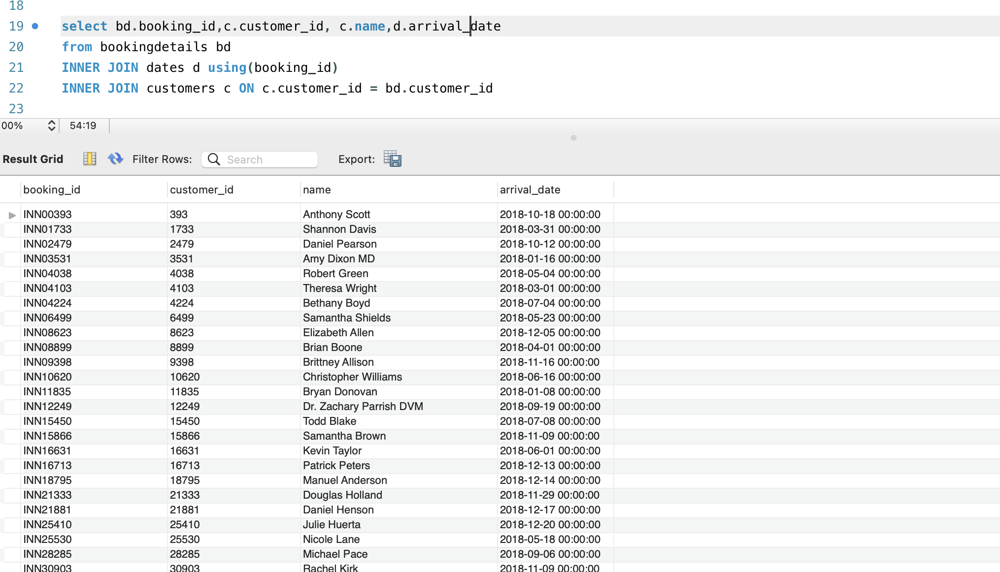 18
19 select bd.booking_id,c.customer_id, c.name,d.arrival_date
20 from bookingdetails bd
21 INNER JOIN dates d using(booking_id)
22 INNER JOIN customers c ON c.customer_id = bd.customer_id
23
00% 54:19
Result Grid Filter Rows: Search Export:
booking_id customer_id name arrival_date
INN00393 393 Anthony Scott 2018-10-18 00:00:00
INN01733 1733 Shannon Davis 2018-03-31 00:00:00
INN02479 2479 Daniel Pearson 2018-10-12 00:00:00
INN03531 3531 Amy Dixon MD 2018-01-16 00:00:00
INN04038 4038 Robert Green 2018-05-04 00:00:00
INN04103 4103 Theresa Wright 2018-03-01 00:00:00
INN04224 4224 Bethany Boyd 2018-07-04 00:00:00
INN06499 6499 Samantha Shields 2018-05-23 00:00:00
INN08623 8623 Elizabeth Allen 2018-12-05 00:00:00
INN08899 8899 Brian Boone 2018-04-01 00:00:00
INN09398 9398 Brittney Allison 2018-11-16 00:00:00
INN10620 10620 Christopher Williams 2018-06-16 00:00:00
INN11835 11835 Bryan Donovan 2018-01-08 00:00:00
INN12249 12249 Dr. Zachary Parrish DVM 2018-09-19 00:00:00
INN15450 15450 Todd Blake 2018-07-08 00:00:00
INN15866 15866 Samantha Brown 2018-11-09 00:00:00
INN16631 16631 Kevin Taylor 2018-06-01 00:00:00
INN16713 16713 Patrick Peters 2018-12-13 00:00:00
INN18795 18795 Manuel Anderson 2018-12-14 00:00:00
INN21333 21333 Douglas Holland 2018-11-29 00:00:00
INN21881 21881 Daniel Henson 2018-12-17 00:00:00
INN25410 25410 Julie Huerta 2018-12-20 00:00:00
INN25530 25530 Nicole Lane 2018-05-18 00:00:00
INN28285 28285 Michael Pace 2018-09-06 00:00:00
INN30903 30903 Rachel Kirk 2018-11-09 00:00:00